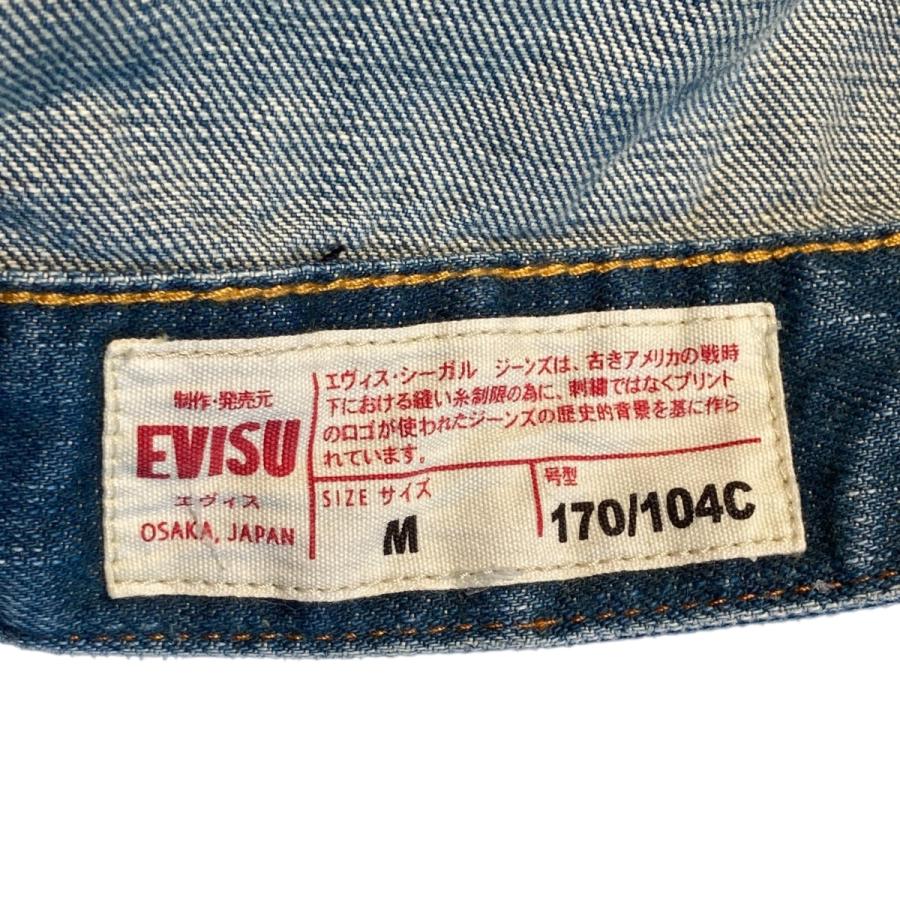 制作・発売元
EVISU
エヴィス
OSAKA, JAPAN
エヴィス・シーガル ジーンズは、古きアメリカの戦時
下における縫い糸制限の為に、刺繍ではなくプリント
のロゴが使われたジーンズの歴史的背景を基に作ら
れています。
SIZE サイズ
M
号型
170/104C